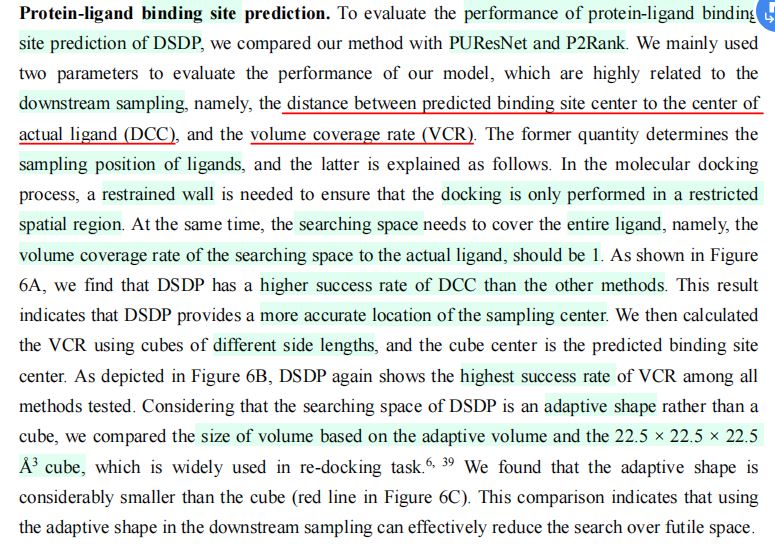 Protein-ligand binding site prediction. To evaluate the performance of protein-ligand binding
site prediction of DSDP, we compared our method with PUResNet and P2Rank. We mainly used
two parameters to evaluate the performance of our model, which are highly related to the
downstream sampling, namely, the distance between predicted binding site center to the center of
actual ligand (DCC), and the volume coverage rate (VCR). The former quantity determines the
sampling position of ligands, and the latter is explained as follows. In the molecular docking
process, a restrained wall is needed to ensure that the docking is only performed in a restricted
spatial region. At the same time, the searching space needs to cover the entire ligand, namely, the
volume coverage rate of the searching space to the actual ligand, should be 1. As shown in Figure
6A, we find that DSDP has a higher success rate of DCC than the other methods. This result
indicates that DSDP provides a more accurate location of the sampling center. We then calculated
the VCR using cubes of different side lengths, and the cube center is the predicted binding site
center. As depicted in Figure 6B, DSDP again shows the highest success rate of VCR among all
methods tested. Considering that the searching space of DSDP is an adaptive shape rather than a
cube, we compared the size of volume based on the adaptive volume and the 22.5 × 22.5 × 22.5
Å³ cube, which is widely used in re-docking task.⁶, ³⁹ We found that the adaptive shape is
considerably smaller than the cube (red line in Figure 6C). This comparison indicates that using
the adaptive shape in the downstream sampling can effectively reduce the search over futile space.